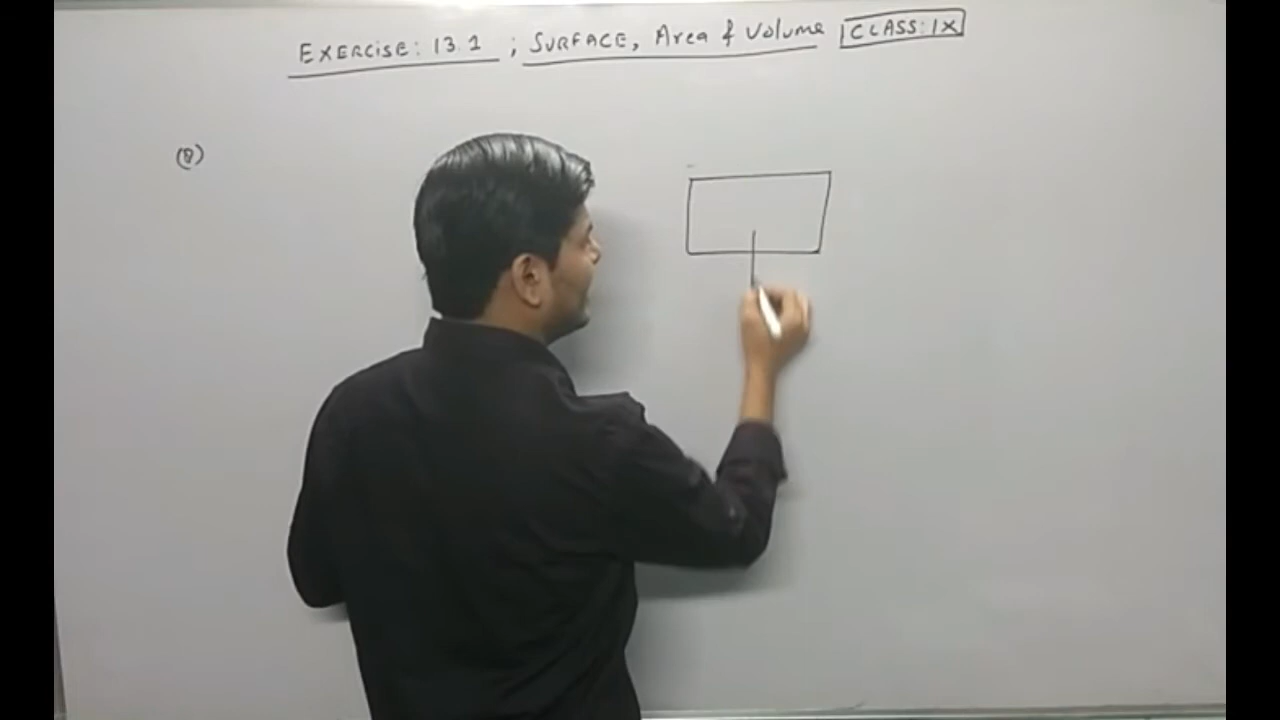 EXERCISE: 13.1 ; SURFACE, Area & Volume CLASS: IX
(8)